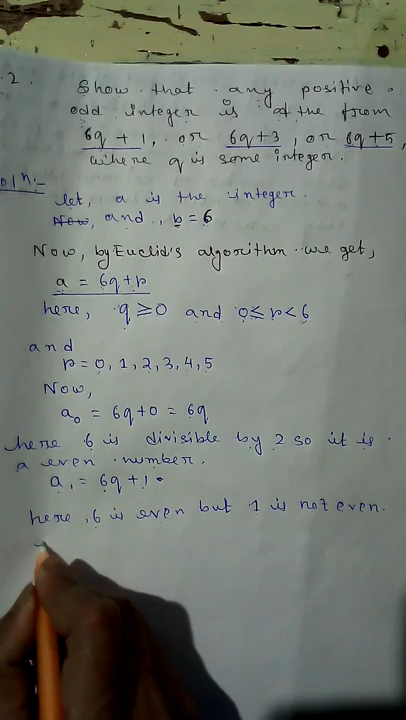 2.
Show that any positive
odd integer is of the from
6q + 1, or 6q+3, or 6q+5,
where q is some integer.
olⁿ:-
let, a is the integer.
Now, and, b = 6
Now, by Euclid's algorithm we get,
a = 6q+r
here, q ≥ 0 and 0 ≤ r < 6
and
r = 0, 1, 2, 3, 4, 5
Now,
a₀ = 6q+0 = 6q
here 6 is divisible by 2 so it is
a even number.
a₁ = 6q+1
here, 6 is even but 1 is not even.